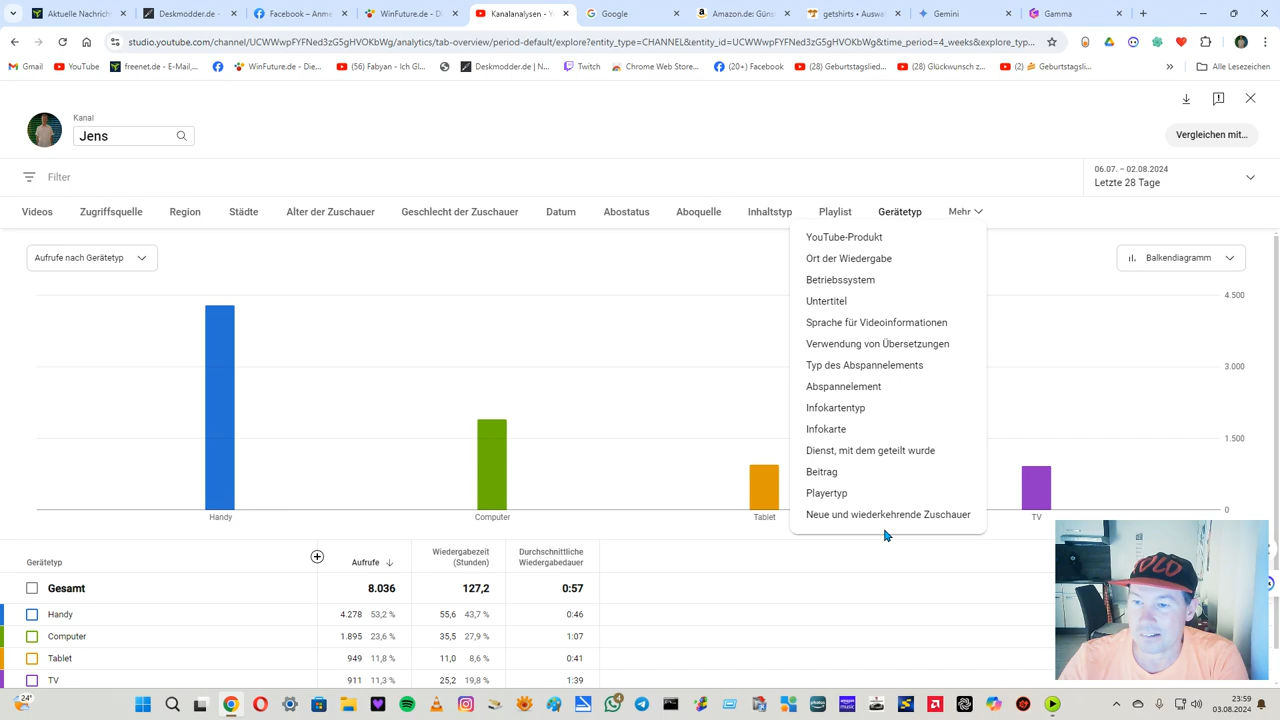 Aktuelle Nachrich
Deskmodder.de
Facebook – Anme
WinFuture.de - D
Kanalanalysen - Y
Google
Amazon.de: Güns
getshirts • Auswa
Gemini
Amazon Music
studio.youtube.com/channel/UCWWwpFYFNed3zG5gHVOKbWg/analytics/tab-overview/period-default/explore?entity_type=CHANNEL&entity_id=UCWWwpFYFNed3zG5gHVOKbWg&time_period=4_weeks&explore_typ...
Gmail
YouTube
freenet.de - E-Mail,...
WinFuture.de - Die...
(56) Fabyan - Ich Gl...
Deskmodder.de | N...
Twitch
Chrome Web Store...
(20+) Facebook
(28) Geburtstagsli...
(28) Glückwunsch z...
(2) Geburtstagsli...
»
Alle Lesezeichen
Kanal
Jens
Vergleichen mit...
Filter
06.07. – 02.08.2024
Letzte 28 Tage
Videos
Zugriffsquelle
Region
Städte
Alter der Zuschauer
Geschlecht der Zuschauer
Datum
Abostatus
Aboquelle
Inhaltstyp
Playlist
Gerätetyp
Mehr
Aufrufe nach Gerätetyp
Balkendiagramm
YouTube-Produkt
Ort der Wiedergabe
Betriebssystem
Untertitel
Sprache für Videoinformationen
Verwendung von Übersetzungen
Typ des Abspannelements
Abspannelement
Infokartentyp
Infokarte
Dienst, mit dem geteilt wurde
Beitrag
Playertyp
Neue und wiederkehrende Zuschauer
4.500
3.000
1.500
0
Handy
Computer
Tablet
TV
Gerätetyp
Aufrufe
Wiedergabezeit
(Stunden)
Durchschnittliche
Wiedergabedauer
Gesamt 8.036 127,2 0:57
Handy 4.278 53,2 % 55,6 43,7 % 0:46
Computer 1.895 23,6 % 35,5 27,9 % 1:07
Tablet 949 11,8 % 11,0 8,6 % 0:41
TV 911 11,3 % 25,2 19,8 % 1:39
24°
4
23:59
03.08.2024